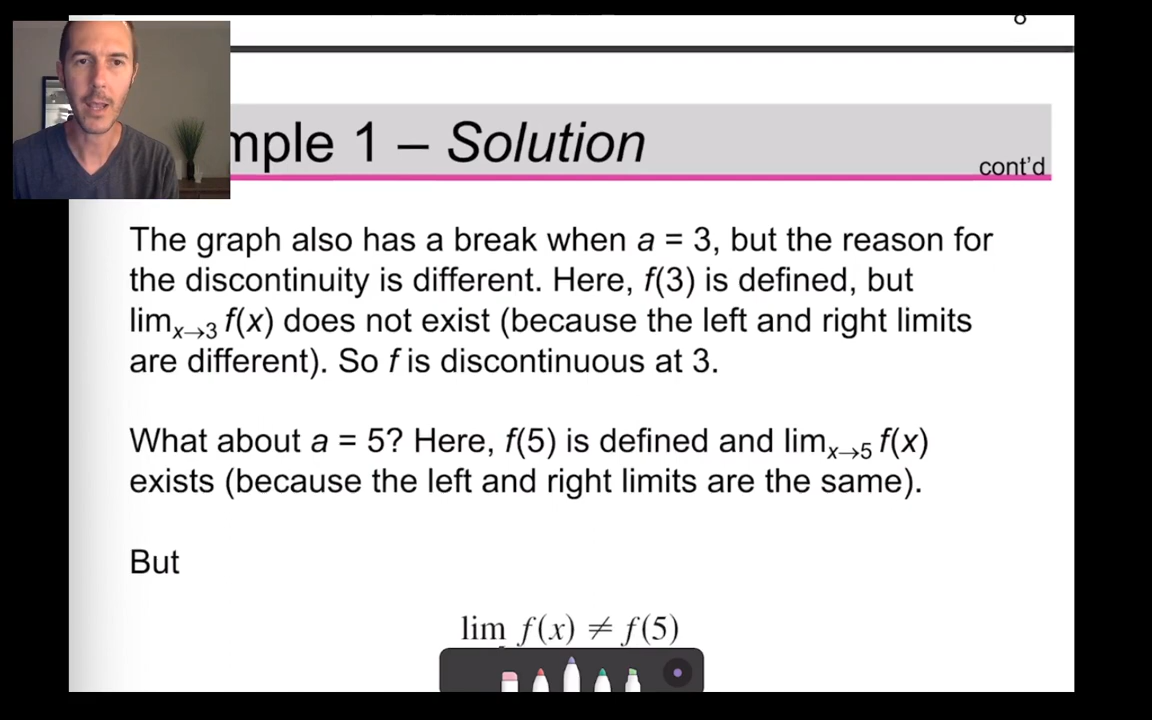 8
mple 1 – Solution
cont'd
The graph also has a break when a = 3, but the reason for
the discontinuity is different. Here, f(3) is defined, but
limx→3 f(x) does not exist (because the left and right limits
are different). So f is discontinuous at 3.
What about a = 5? Here, f(5) is defined and limx→5 f(x)
exists (because the left and right limits are the same).
But
lim f(x) ≠ f(5)